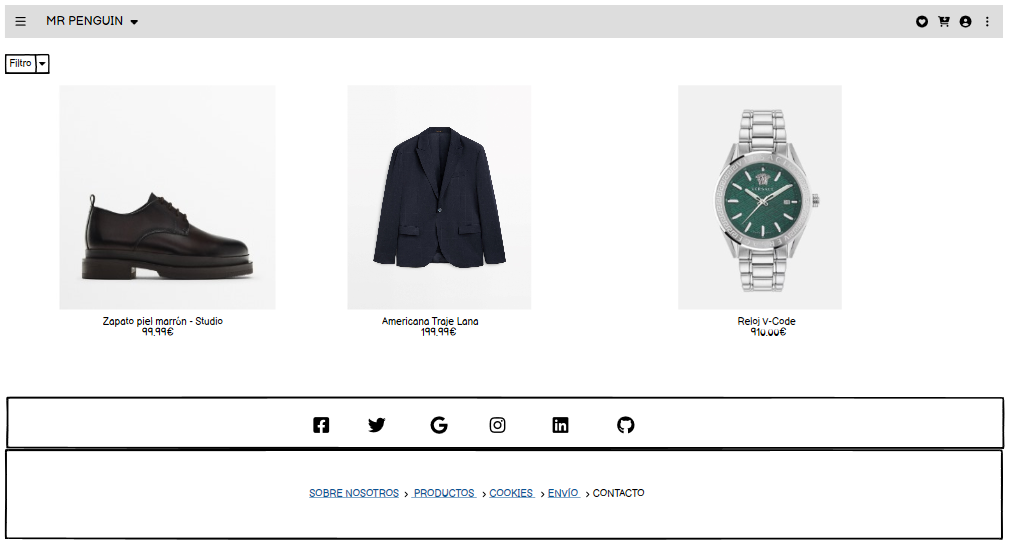 MR PENGUIN
Filtro
VERSACE
Zapato piel marrón - Studio
99.99€
Americana Traje Lana
199.99€
Reloj V-Code
910.00€
SOBRE NOSOTROS > PRODUCTOS > COOKIES > ENVÍO > CONTACTO